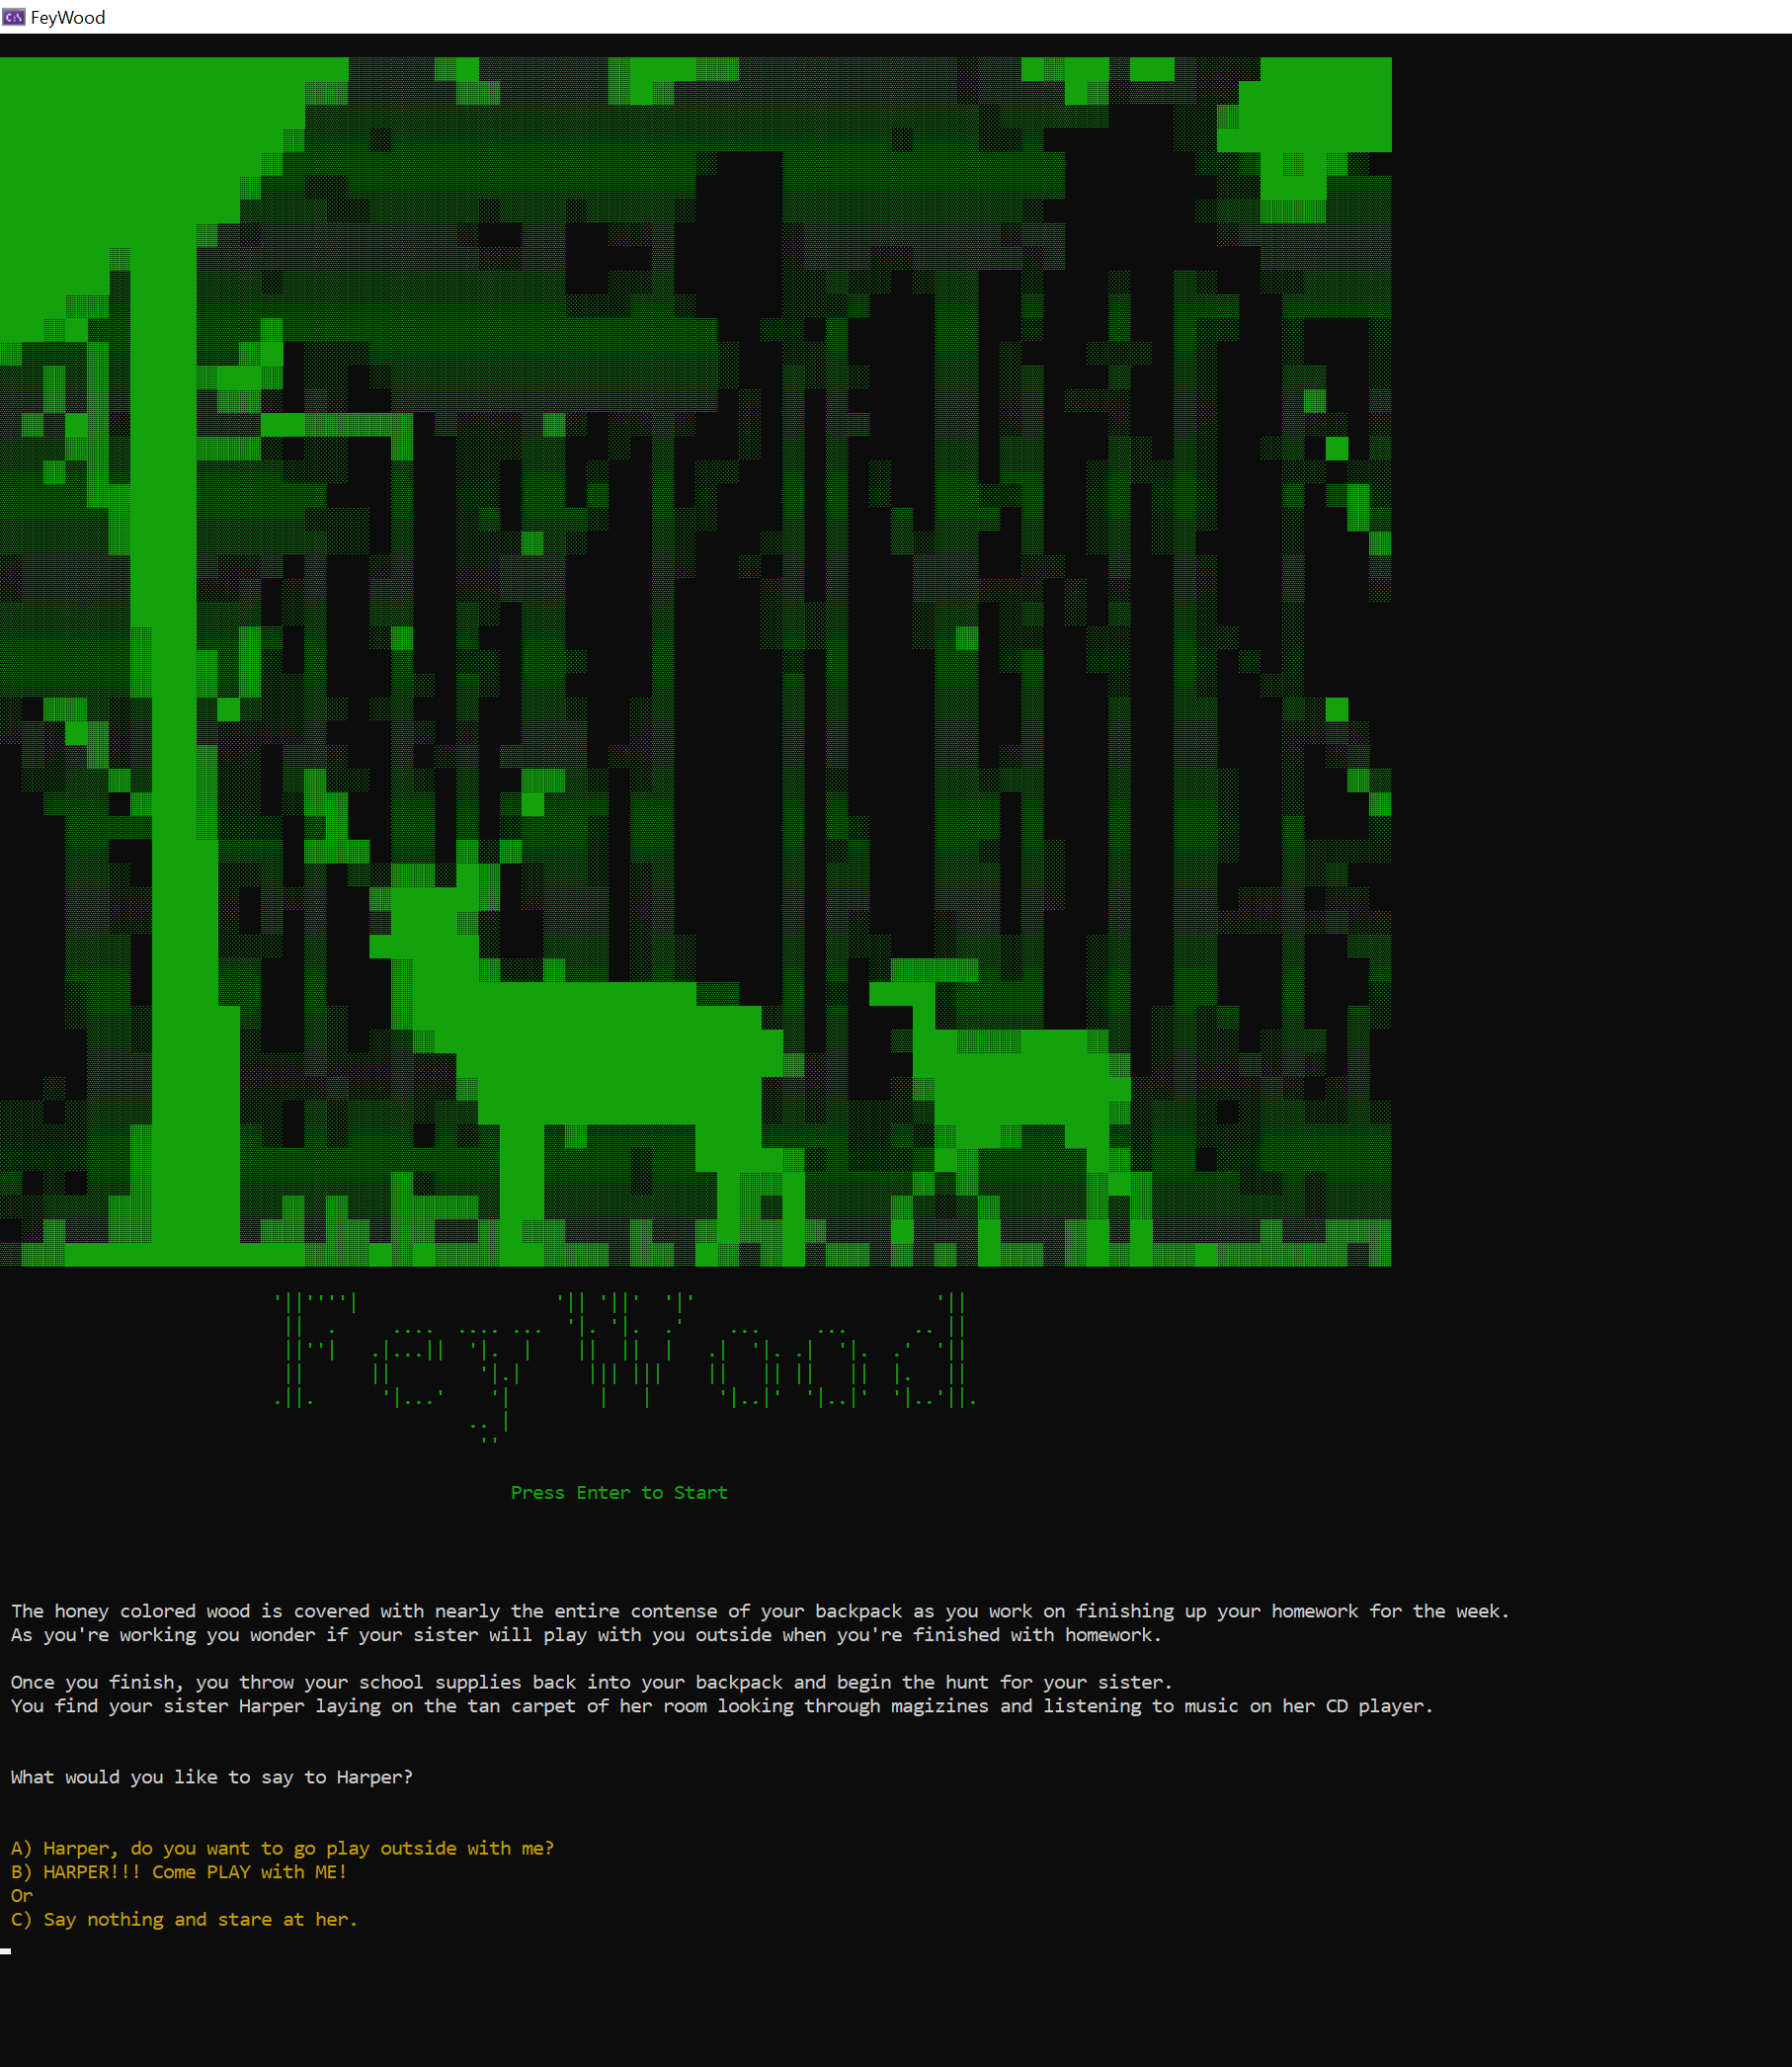 FeyWood
FeyWood
Press Enter to Start
The honey colored wood is covered with nearly the entire contense of your backpack as you work on finishing up your homework for the week.
As you're working you wonder if your sister will play with you outside when you're finished with homework.
Once you finish, you throw your school supplies back into your backpack and begin the hunt for your sister.
You find your sister Harper laying on the tan carpet of her room looking through magizines and listening to music on her CD player.
What would you like to say to Harper?
A) Harper, do you want to go play outside with me?
B) HARPER!!! Come PLAY with ME!
Or
C) Say nothing and stare at her.